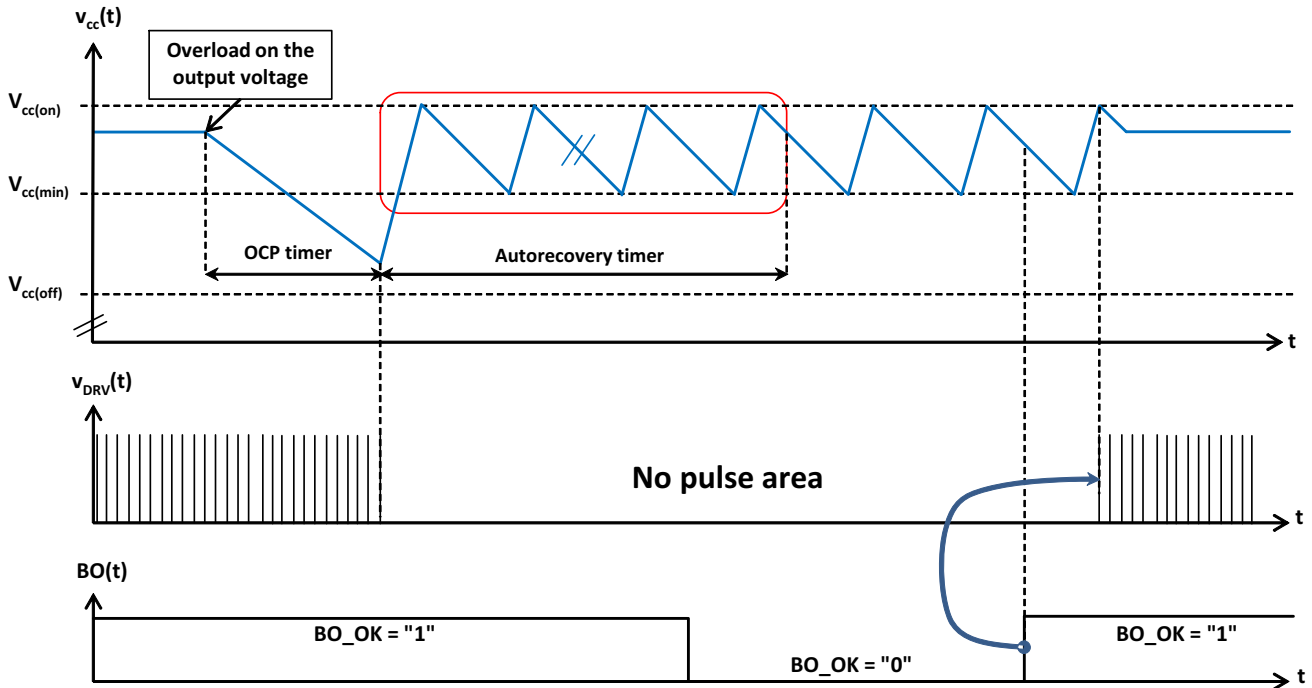 vcc(t)
Overload on the
output voltage
Vcc(on)
Vcc(min)
OCP timer
Autorecovery timer
Vcc(off)
t
vDRV(t)
No pulse area
t
BO(t)
BO_OK = "1"
BO_OK = "1"
BO_OK = "0"
t